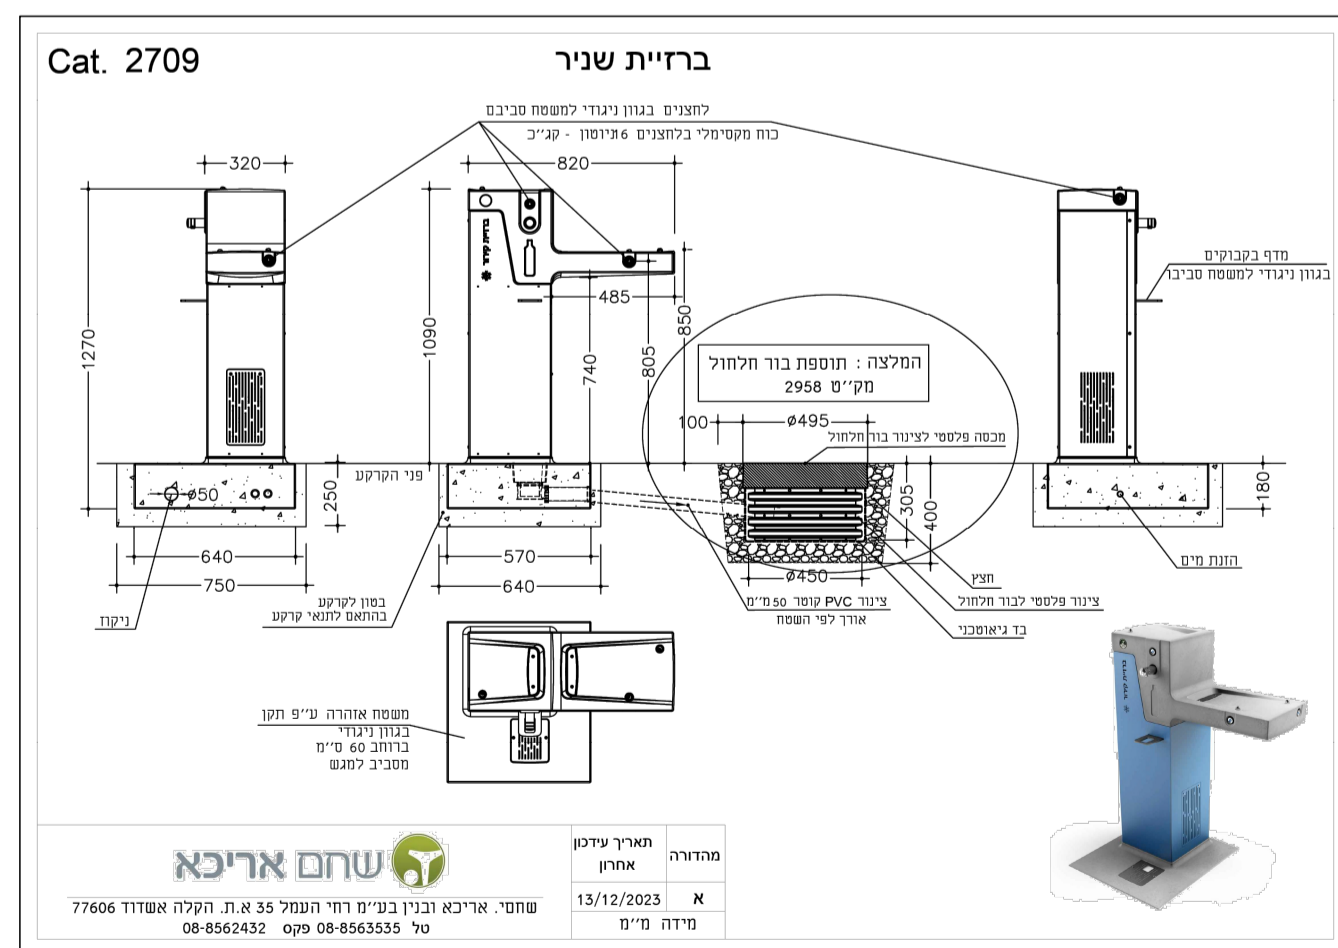 Cat. 2709
ברזיית שניר
לחצנים בגוון ניגודי למשטח סביבם
כוח מקסימלי בלחצנים 16ניוטון - קג''כ
320
820
1270
1090
ברזיית קירור
485
740
805
850
מדף בקבוקים
בגוון ניגודי למשטח סביבו
המלצה : תוספת בור חלחול
מק''ט 2958
100
ø495
מכסה פלסטי לצינור בור חלחול
פני הקרקע
ø50
250
305
400
180
640
750
570
640
ø450
ניקוז
בטון לקרקע
בהתאם לתנאי קרקע
צינור PVC קוטר 50 מ''מ
אורך לפי השטח
חצץ
צינור פלסטי לבור חלחול
בד גיאוטכני
הזנת מים
משטח אזהרה ע''פ תקן
בגוון ניגודי
ברוחב 60 ס''מ
מסביב למגש
שחם אריכא
שחסי. אריכא ובנין בע''מ רחי העמל 35 א.ת. הקלה אשדוד 77606
טל 08-8563535 פקס 08-8562432
מהדורה
תאריך עידכון
אחרון
א
13/12/2023
מידה מ''מ